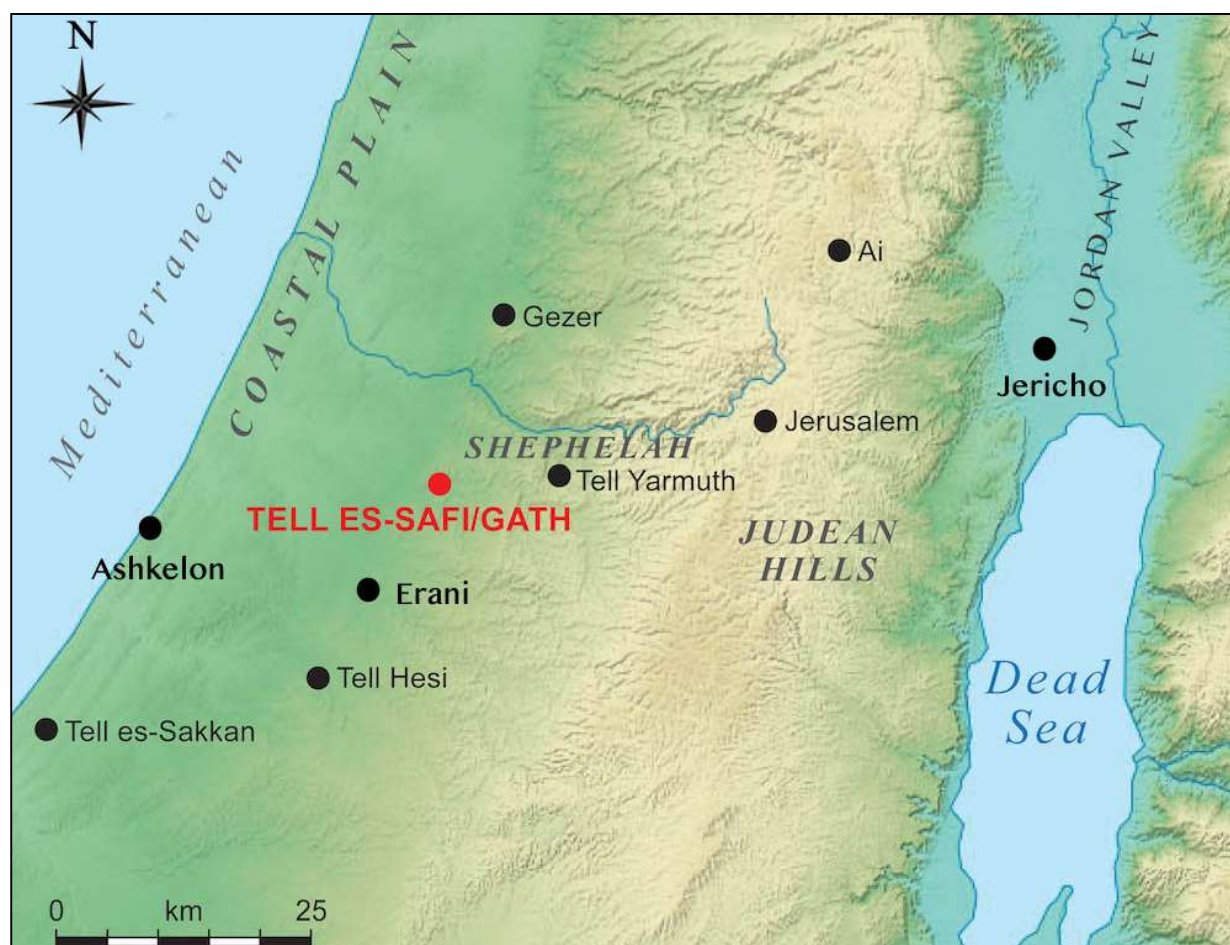 N
Mediterranean
COASTAL PLAIN
JORDAN VALLEY
Ai
Gezer
Jericho
Jerusalem
SHEPHELAH
Tell Yarmuth
TELL ES-SAFI/GATH
Ashkelon
JUDEAN
HILLS
Erani
Tell Hesi
Dead
Sea
Tell es-Sakkan
0 km 25